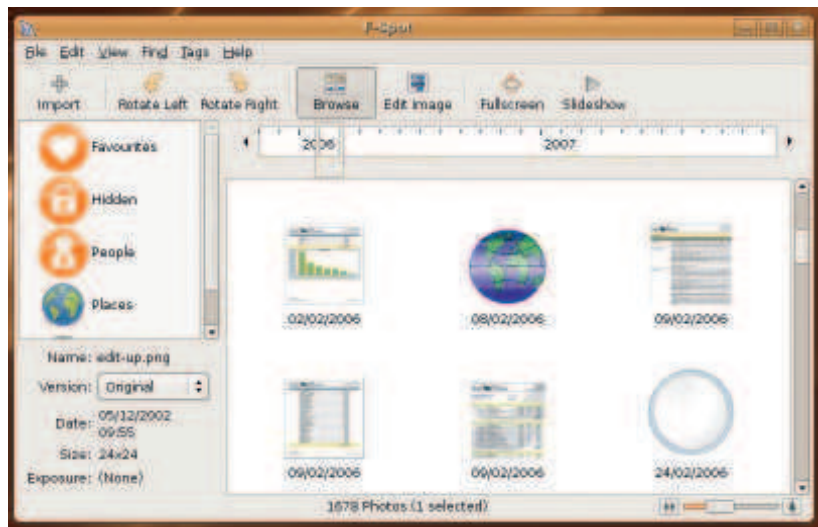 F-Spot
File Edit View Find Tags Help
Import Rotate Left Rotate Right Browse Edit Image Fullscreen Slideshow
Favourites
Hidden
People
Places
2006 2007
02/02/2006 08/02/2006 09/02/2006
09/02/2006 09/02/2006 24/02/2006
Name: edit-up.png
Version: Original
Date: 05/12/2002
09:55
Size: 24x24
Exposure: (None)
1678 Photos (1 selected)